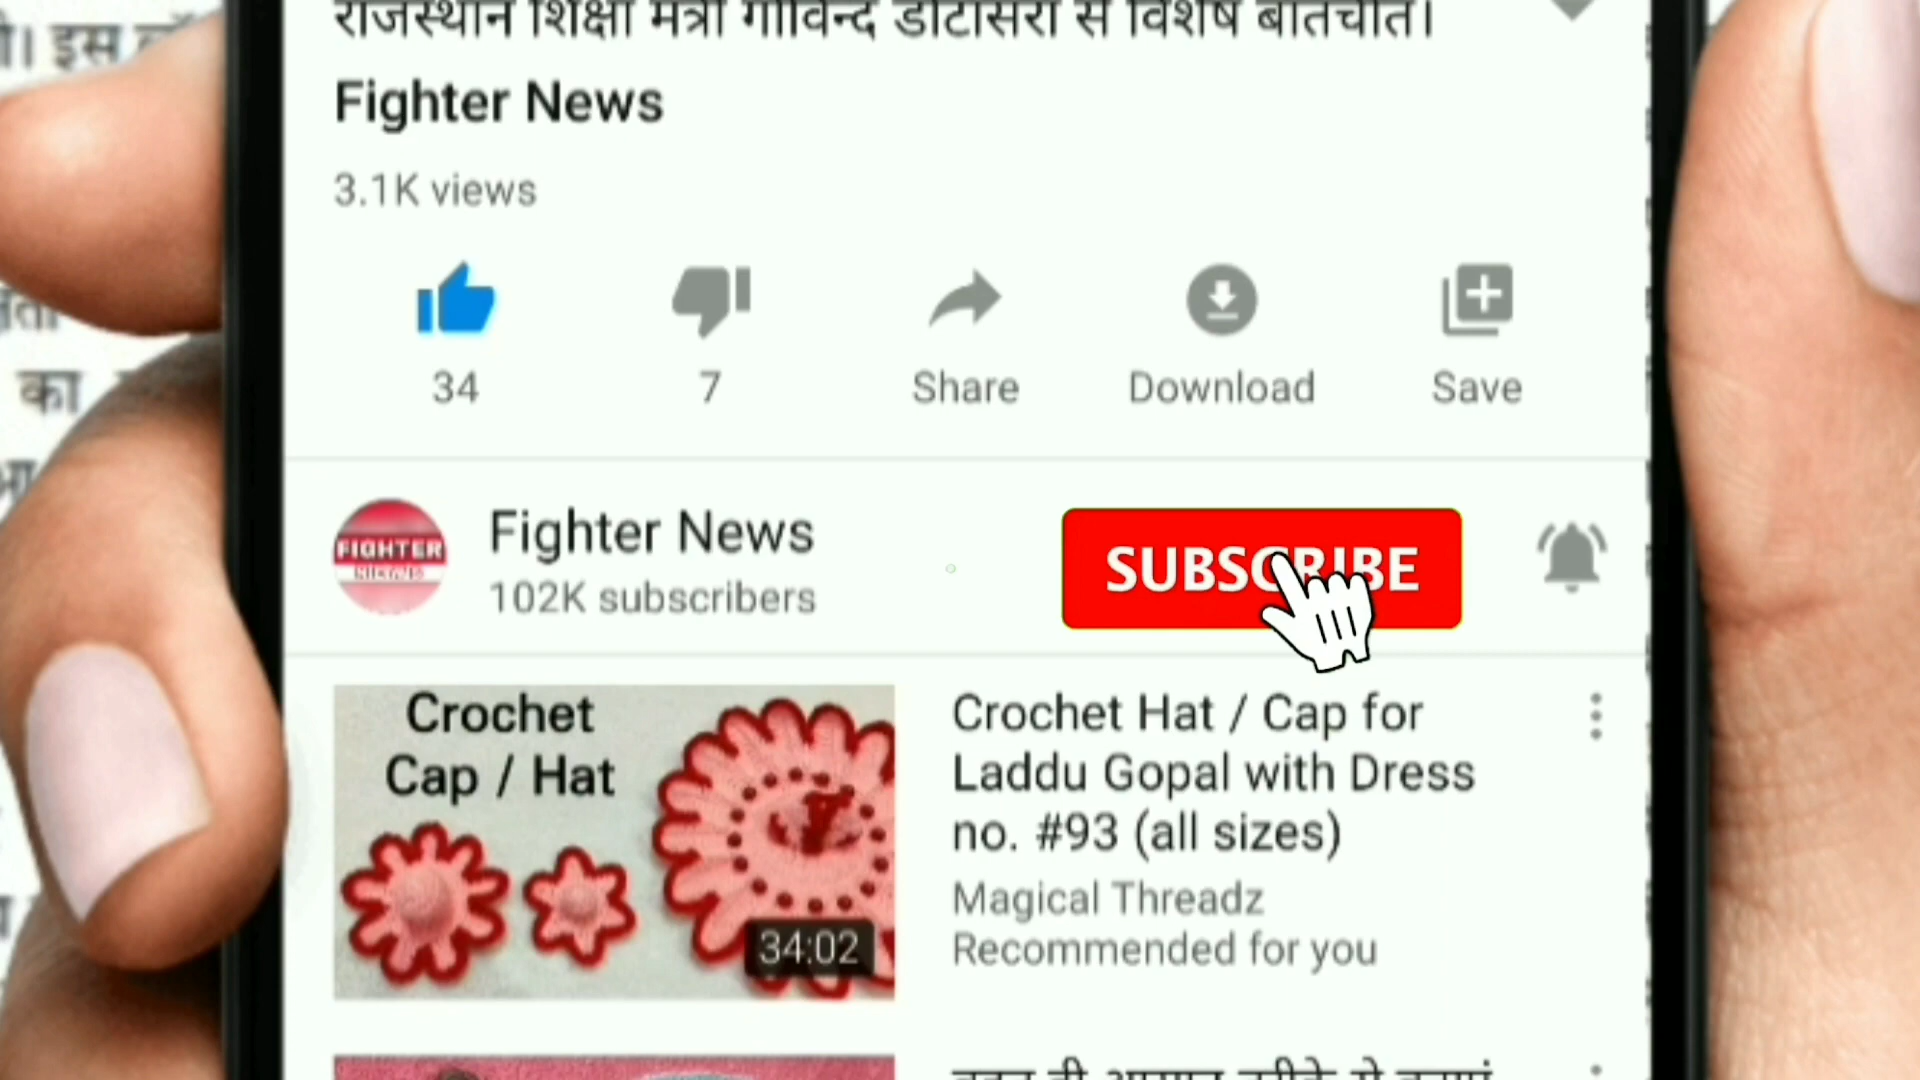 राजस्थान शिक्षा मंत्री गोविन्द डोटासरा से विशेष बातचीत।
Fighter News
3.1K views
34
7
Share
Download
Save
Fighter News
102K subscribers
SUBSCRIBE
FIGHTER
Crochet
Cap / Hat
34:02
Crochet Hat / Cap for
Laddu Gopal with Dress
no. #93 (all sizes)
Magical Threadz
Recommended for you
इस
का